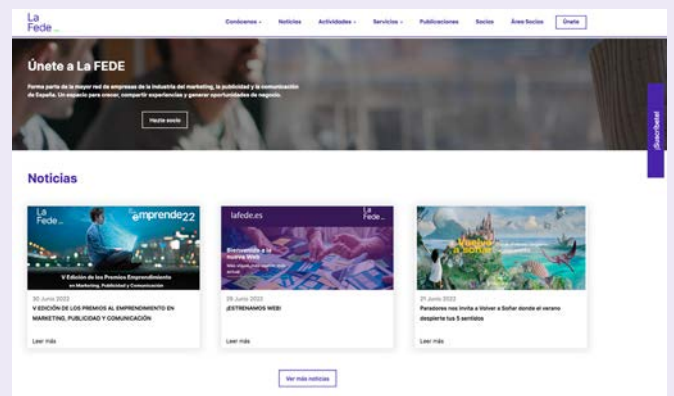 La
Fede
Conócenos
Noticias
Actividades
Servicios
Publicaciones
Socios
Área Socios
Únete
Únete a La FEDE
Forma parte de la mayor red de empresas de la industria del marketing, la publicidad y la comunicación
de España. Un espacio para crecer, compartir experiencias y generar oportunidades de negocio.
Hazte socio
¡Suscríbete!
Noticias
La
Fede
emprende22
V Edición de los Premios Emprendimiento
en Marketing, Publicidad y Comunicación
30 Junio 2022
V EDICIÓN DE LOS PREMIOS AL EMPRENDIMIENTO EN
MARKETING, PUBLICIDAD Y COMUNICACIÓN
Leer más
lafede.es
La
Fede
Bienvenido a la
nueva Web
29 Junio 2022
¡ESTRENAMOS WEB!
Leer más
Vuelve
a soñar
21 Junio 2022
Paradores nos invita a Volver a Soñar donde el verano
despierta tus 5 sentidos
Leer más
Ver más noticias